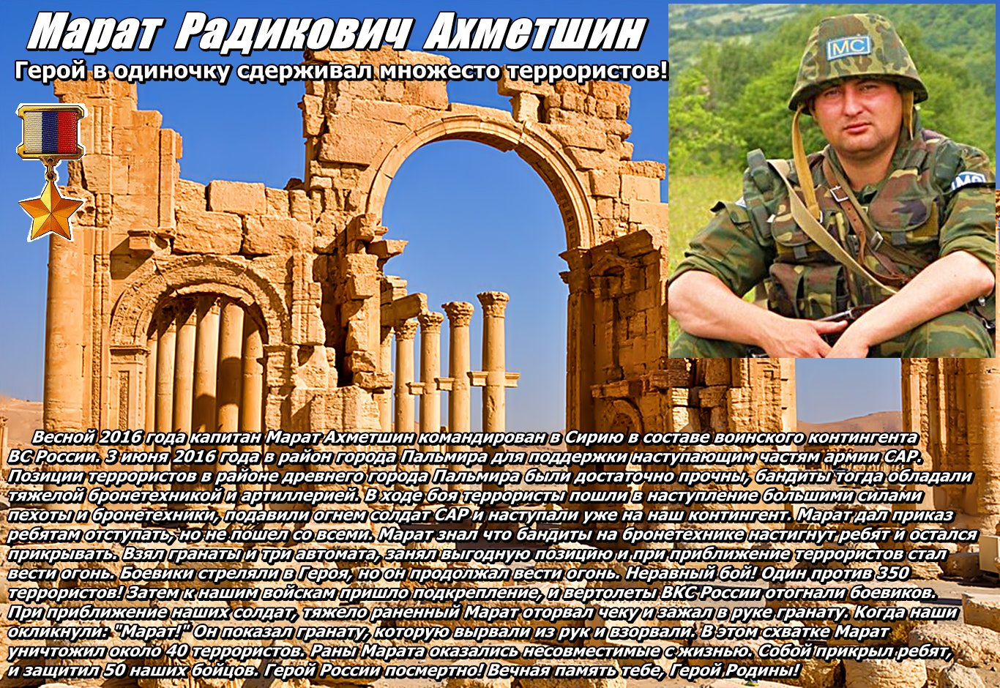 Марат Радикович Ахметшин
Герой в одиночку сдерживал множесто террористов!
МС
МС
Весной 2016 года капитан Марат Ахметшин командирован в Сирию в составе воинского контингента
ВС России. 3 июня 2016 года в район города Пальмира для поддержки наступающим частям армии САР.
Позиции террористов в районе древнего города Пальмира были достаточно прочны, бандиты тогда обладали
тяжелой бронетехникой и артиллерией. В ходе боя террористы пошли в наступление большими силами
пехоты и бронетехники, подавили огнем солдат САР и наступали уже на наш контингент. Марат дал приказ
ребятам отступать, но не пошел со всеми. Марат знал что бандиты на бронетехнике настигнут ребят и остался
прикрывать. Взял гранаты и три автомата, занял выгодную позицию и при приближение террористов стал
вести огонь. Боевики стреляли в Героя, но он продолжал вести огонь. Неравный бой! Один против 350
террористов! Затем к нашим войскам пришло подкрепление, и вертолеты ВКС России отогнали боевиков.
При приближение наших солдат, тяжело раненный Марат оторвал чеку и зажал в руке гранату. Когда наши
окликнули: "Марат!" Он показал гранату, которую вырвали из рук и взорвали. В этом схватке Марат
уничтожил около 40 террористов. Раны Марата оказались несовместимые с жизнью. Собой прикрыл ребят,
и защитил 50 наших бойцов. Герой России посмертно! Вечная память тебе, Герой Родины!